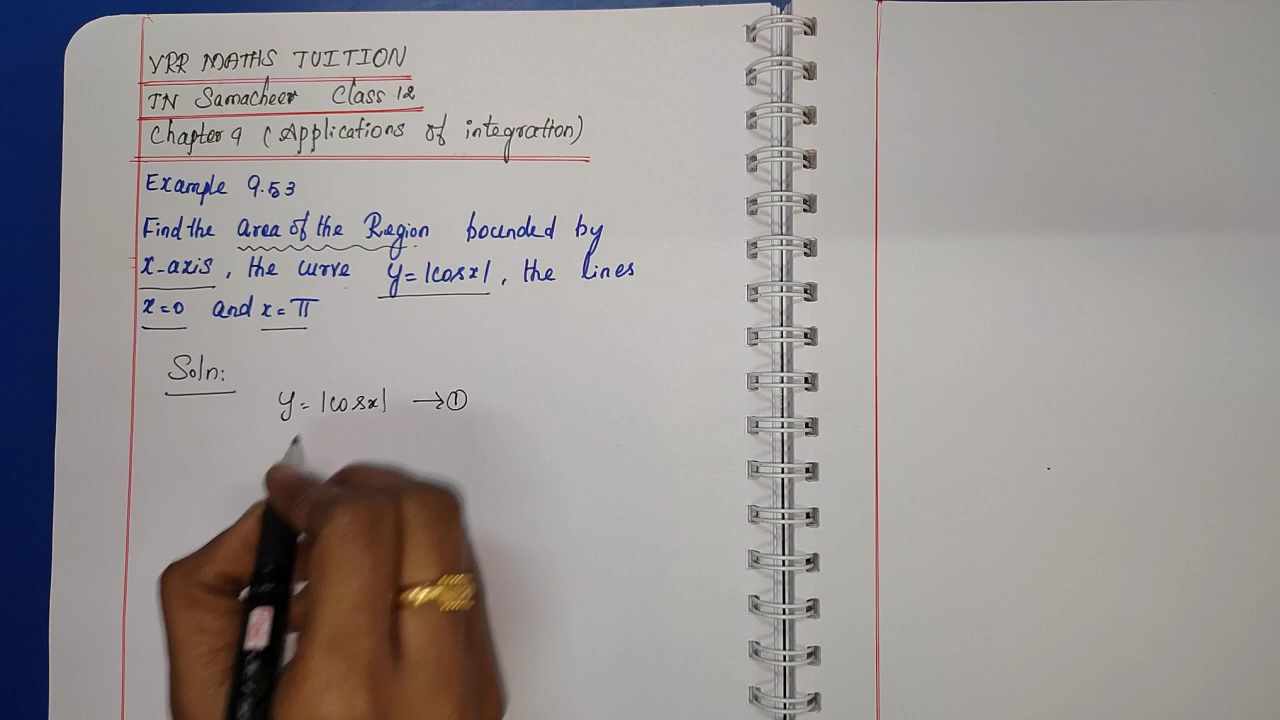 YRR MATHS TUITION
TN Samacheer Class 12
Chapter 9 (Applications of integration)
Example 9.53
Find the area of the Region bounded by
x-axis, the curve y=|cosx|, the lines
x=0 and x=π
Soln:
y=|cosx| →①